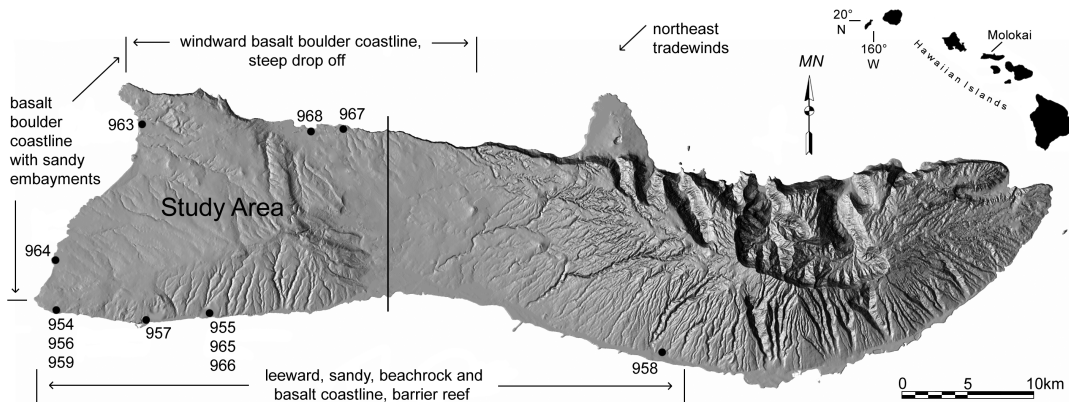 windward basalt boulder coastline,
steep drop off
northeast
tradewinds
20°
N
160°
W
Molokai
Hawaiian Islands
MN
basalt
boulder
coastline
with sandy
embayments
963
968
967
Study Area
964
954
956
959
957
955
965
966
958
leeward, sandy, beachrock and
basalt coastline, barrier reef
0 5 10km